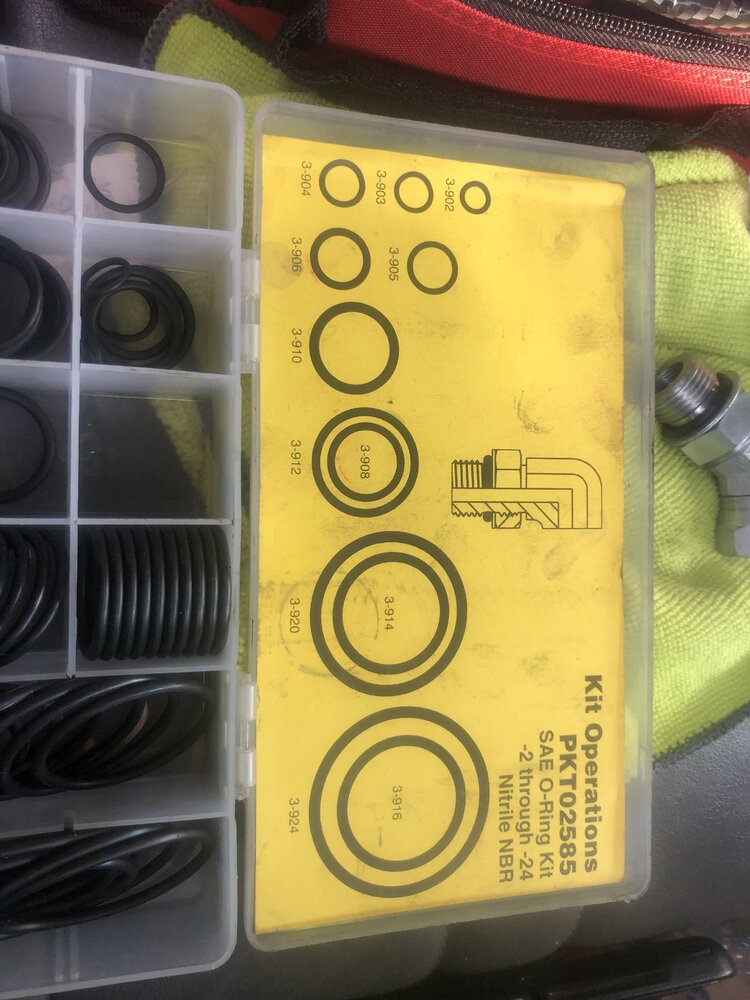 Kit Operations
PKT02585
SAE O-Ring Kit
-2 through -24
Nitrile NBR
3-902
3-903
3-904
3-905
3-906
3-910
3-908
3-912
3-914
3-920
3-916
3-924